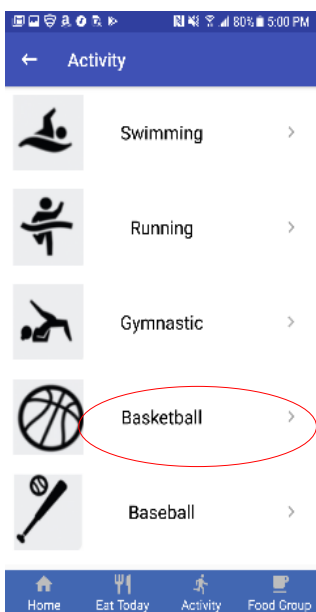 80% 5:00 PM
← Activity
Swimming >
Running >
Gymnastic >
Basketball >
Baseball >
Home Eat Today Activity Food Group